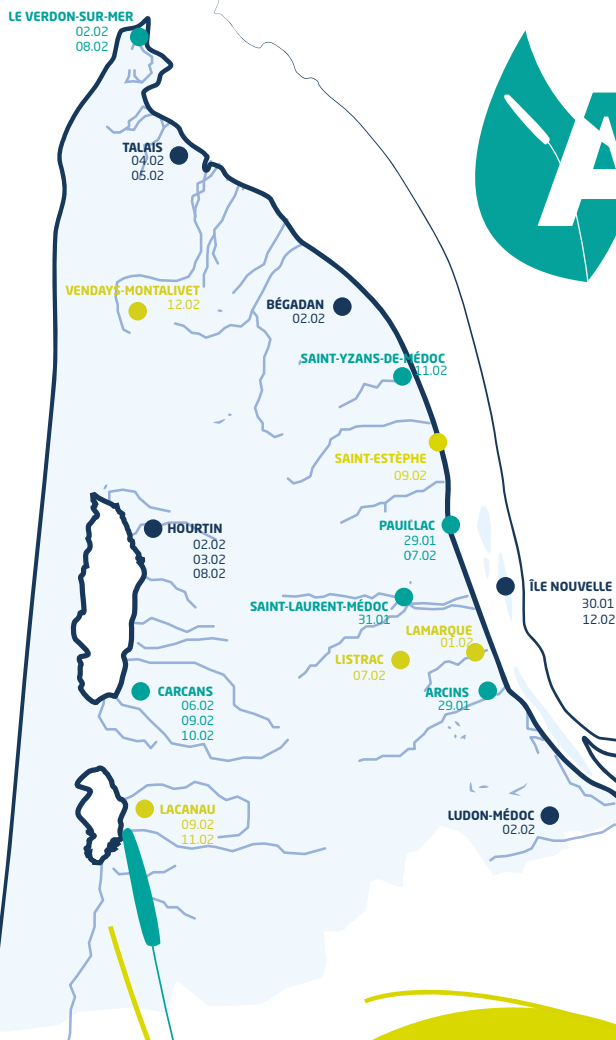 LE VERDON-SUR-MER
02.02
08.02
A
TALAIS
04.02
05.02
VENDAYS-MONTALIVET
12.02
BÉGADAN
02.02
SAINT-YZANS-DE-MÉDOC
11.02
SAINT-ESTÈPHE
09.02
PAUILLAC
29.01
07.02
HOURTIN
02.02
03.02
08.02
ÎLE NOUVELLE
30.01
12.02
SAINT-LAURENT-MÉDOC
31.01
LAMARQUE
01.02
LISTRAC
07.02
CARCANS
06.02
09.02
10.02
ARCINS
29.01
LACANAU
09.02
11.02
LUDON-MÉDOC
02.02